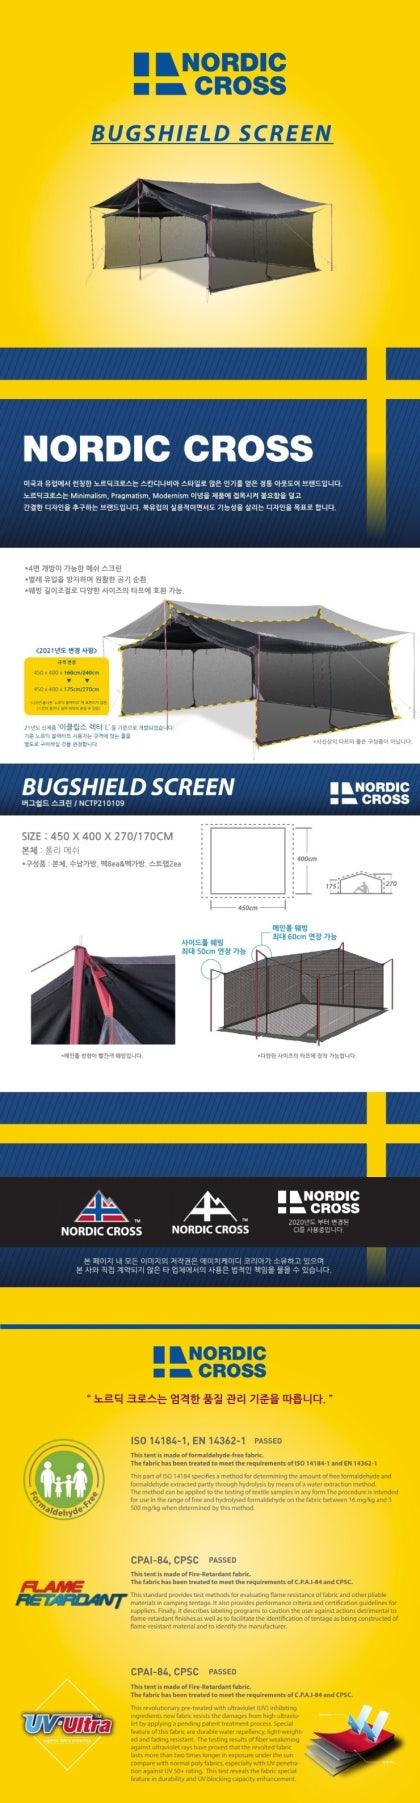 NORDIC
CROSS
BUGSHIELD SCREEN
NORDIC CROSS
미국과 유럽에서 런칭한 노르딕크로스는 스칸디나비아 스타일로 많은 인기를 얻은 정통 아웃도어 브랜드입니다.
노르딕크로스는 Minimalism, Pragmatism, Modernism 이념을 제품에 접목시켜 불요함을 덜고
간결한 디자인을 추구하는 브랜드입니다. 북유럽의 실용적이면서도 기능성을 살리는 디자인을 목표로 합니다.
*4면 개방이 가능한 메쉬 스크린
*벌레 유입을 방지하며 원활한 공기 순환
*웨빙 길이조절로 다양한 사이즈의 타프에 호환 가능.
<2021년도 변경 사항>
규격 변경
450 x 400 x 160cm/240cm
450 x 400 x 175cm/270cm
21년도 신제품 '이클립스 렉타 L'을 기준으로 개발되었습니다.
기존 노르딕 블랙타프 사용자는 규격에 맞는 폴을
별도로 구비하실 것을 권장합니다.
*사진상의 타프와 폴은 구성품이 아닙니다.
BUGSHIELD SCREEN
버그쉴드 스크린 / NCTP210109
NORDIC
CROSS
SIZE : 450 X 400 X 270/170CM
본체 : 폴리 메쉬
*구성품 : 본체, 수납가방, 팩8ea&팩가방, 스트랩2ea
400cm
450cm
175
270
메인폴 웨빙
최대 60cm 연장 가능
사이드폴 웨빙
최대 50cm 연장 가능
*메인폴 방향이 빨간색 웨빙입니다.
*다양한 사이즈의 타프에 장착 가능합니다.
NORDIC CROSS
NORDIC CROSS
NORDIC
CROSS
2020년도 부터 변경된
CI를 사용중입니다.
본 페이지 내 모든 이미지의 저작권은 에이치케이디 코리아가 소유하고 있으며
본 사와 직접 계약되지 않은 타 업체에서의 사용은 법적인 책임을 물을 수 있습니다.
NORDIC
CROSS
“ 노르딕 크로스는 엄격한 품질 관리 기준을 따릅니다. ”
Formaldehyde-Free
ISO 14184-1, EN 14362-1 PASSED
This tent is made of formaldehyde-free fabric.
The fabric has been treated to meet the requirements of ISO 14184-1 and EN 14362-1
This part of ISO 14184 specifies a method for determining the amount of free formaldehyde and
formaldehyde extracted partly through hydrolysis by means of a water extraction method.
The method can be applied to the testing of textile samples in any form.The procedure is intended
for use in the range of free and hydrolysed formaldehyde on the fabric between 16 mg/kg and 3
500 mg/kg when determined by this method.
FLAME
RETARDANT
CPAI-84, CPSC PASSED
This tent is made of Fire-Retardant fabric.
The fabric has been treated to meet the requirements of C.P.A.I-84 and CPSC.
This standard provides test methods for evaluating flame resistance of fabric and other pliable
materials in camping tentage. It also provides performance criteria and certification guidelines for
suppliers. Finally, it describes labeling programs to caution the user against actions detrimental to
flame-retardant finishes,as well as to facilitate the identification of tentage as being constructed of
flame-resistant material and to identify the manufacturer.
UV-Ultra
CPAI-84, CPSC PASSED
This tent is made of Fire-Retardant fabric.
The fabric has been treated to meet the requirements of C.P.A.I-84 and CPSC.
This revolutionary pre-treated with ultraviolet (UV) inhibiting
ingredients new fabric resists the damages from high ultravio-
let by applying a pending patent treatment process. Special
feature of this fabric are durable water repellency, light-weight-
ed and fading resistant. The testing results of fiber weakening
against ultraviolet rays have proved that the revolted fabric
lasts more than two times longer in exposure under the sun
compare with normal poly fabrics, especially with UV penetra-
tion against UV 50+ rating. This test reveals the fabric special
feature in durability and UV blocking capacity enhancement.